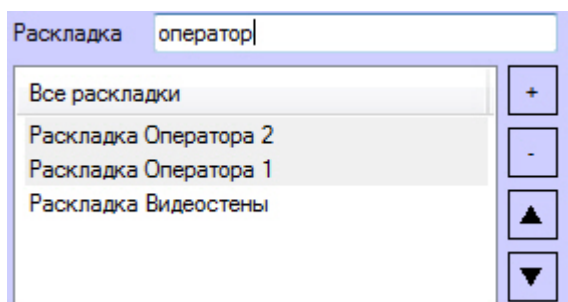 Раскладка оператор
Все раскладки +
Раскладка Оператора 2
-
Раскладка Оператора 1
Раскладка Видеостены ▲
▼